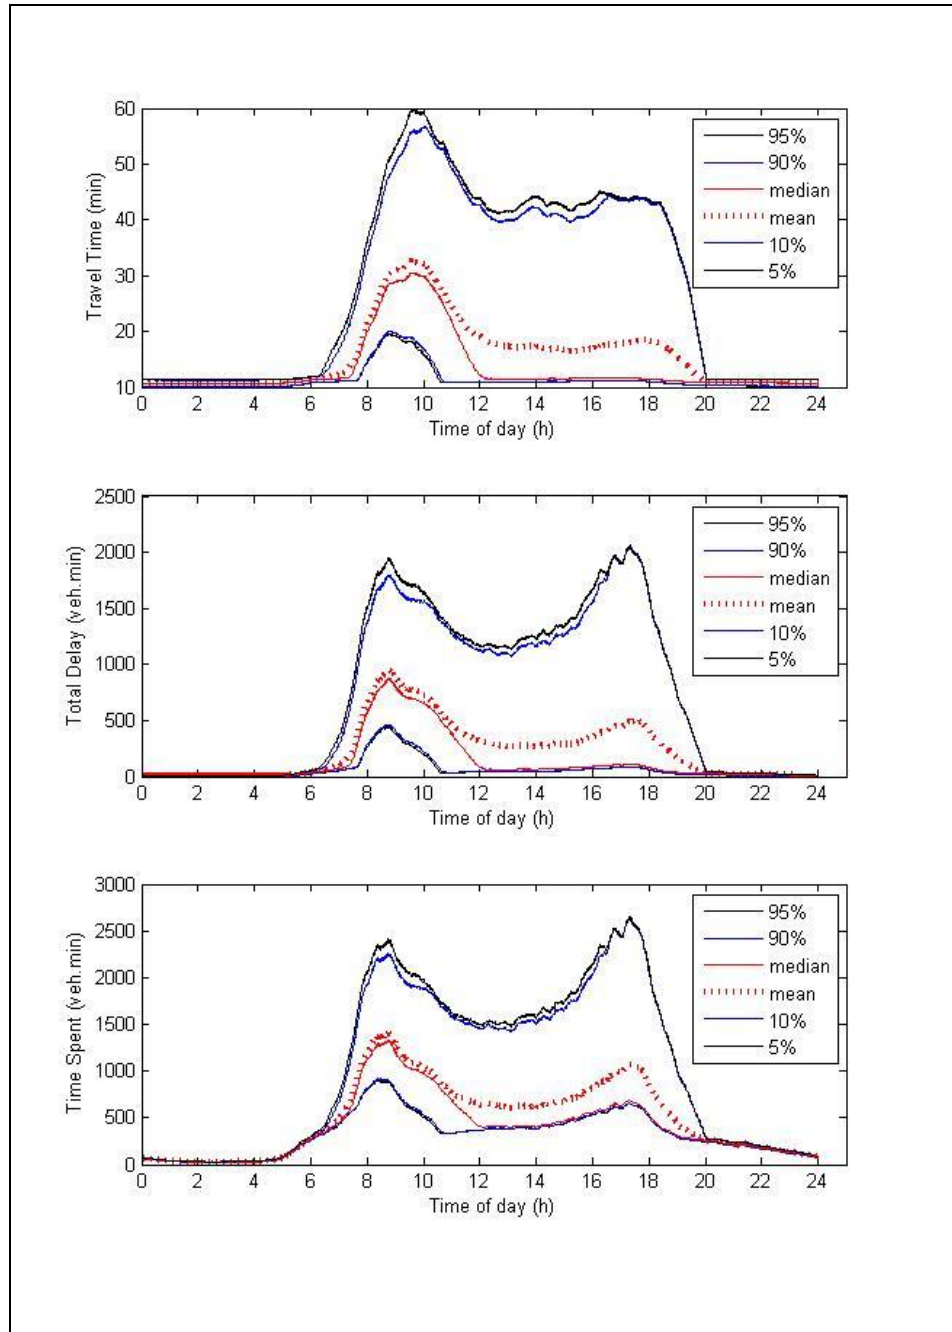 60
50
40
30
20
10
Travel Time (min)
0 2 4 6 8 10 12 14 16 18 20 22 24
Time of day (h)
95%
90%
median
mean
10%
5%
2500
2000
1500
1000
500
0
Total Delay (veh.min)
0 2 4 6 8 10 12 14 16 18 20 22 24
Time of day (h)
95%
90%
median
mean
10%
5%
3000
2500
2000
1500
1000
500
0
Time Spent (veh.min)
0 2 4 6 8 10 12 14 16 18 20 22 24
Time of day (h)
95%
90%
median
mean
10%
5%